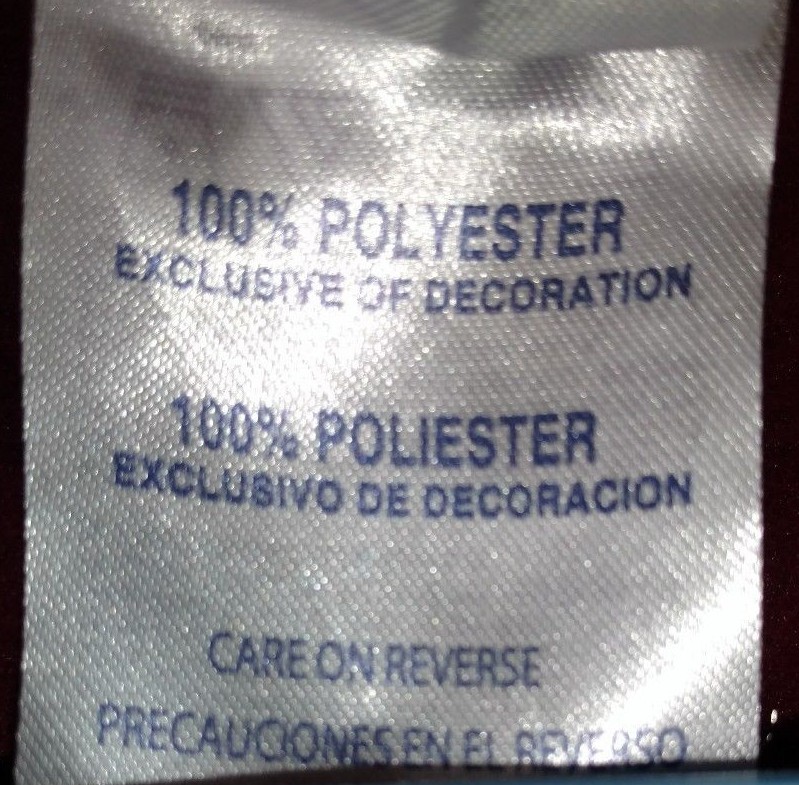 100% POLYESTER
EXCLUSIVE OF DECORATION
100% POLIESTER
EXCLUSIVO DE DECORACION
CARE ON REVERSE
PRECAUCIONES EN EL REVERSO